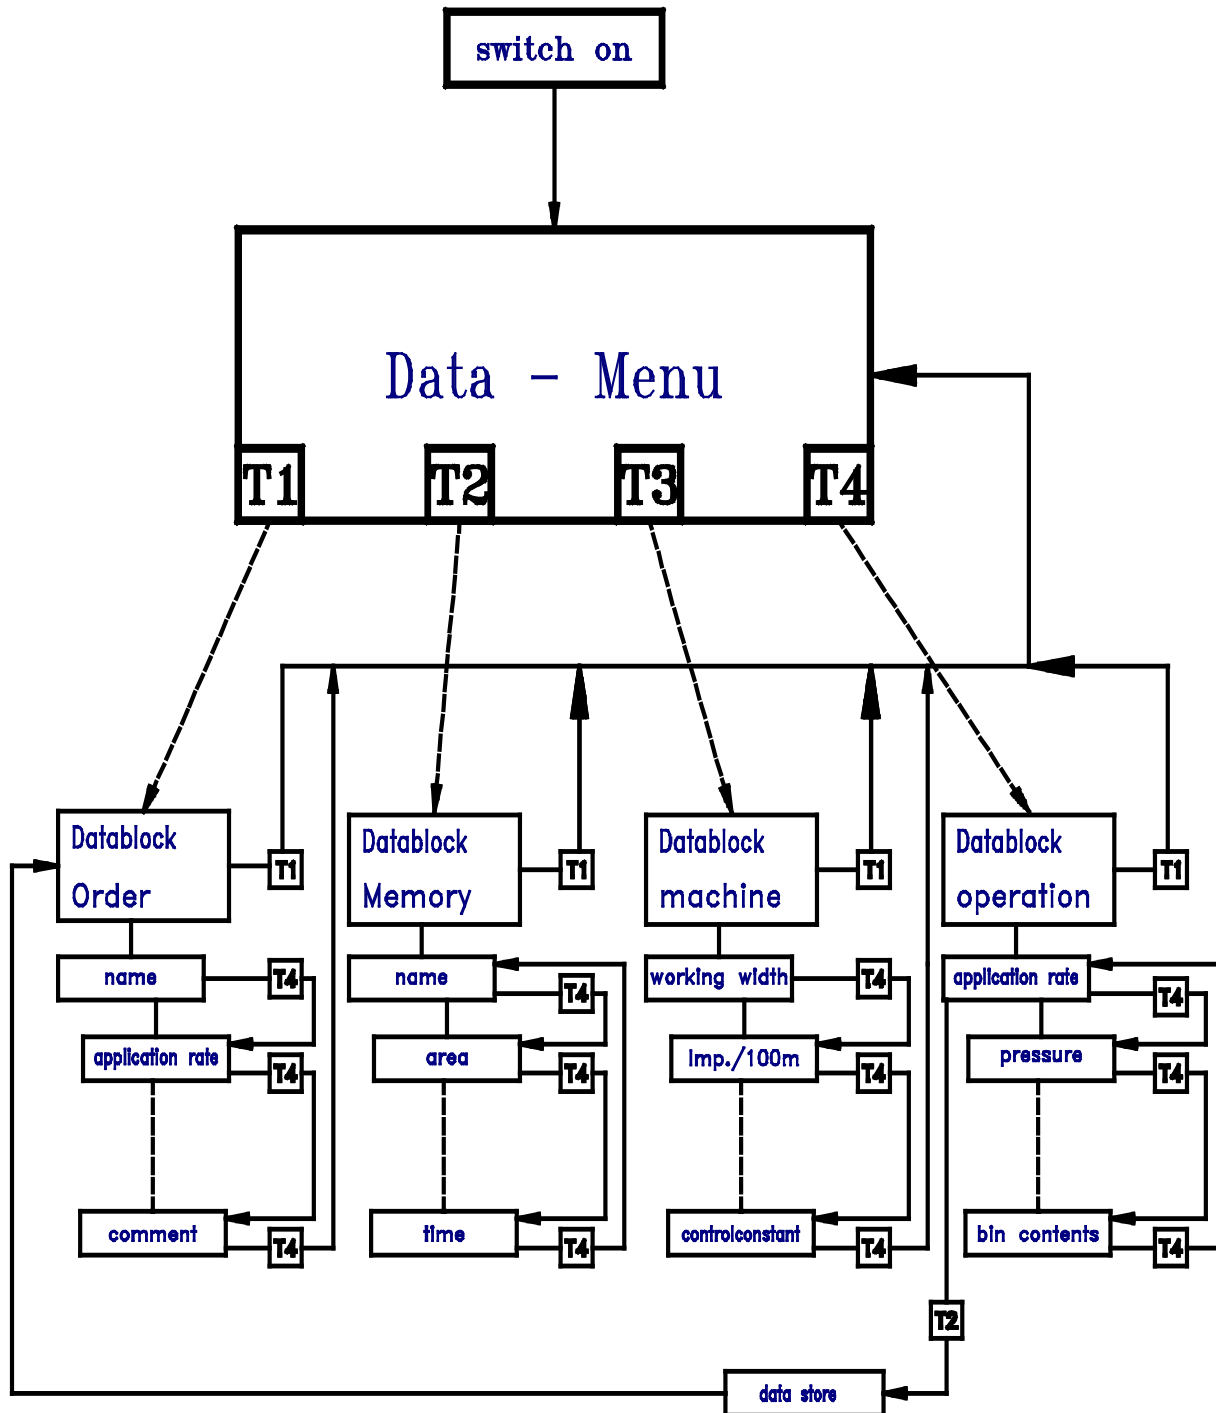 switch on
Data - Menu
T1 T2 T3 T4
Datablock
Order
T1
Datablock
Memory
T1
Datablock
machine
T1
Datablock
operation
T1
name
T4
name
T4
working width
T4
application rate
T4
application rate
T4
area
T4
Imp./100m
T4
pressure
T4
comment
T4
time
T4
controlconstant
T4
bin contents
T4
T2
data store